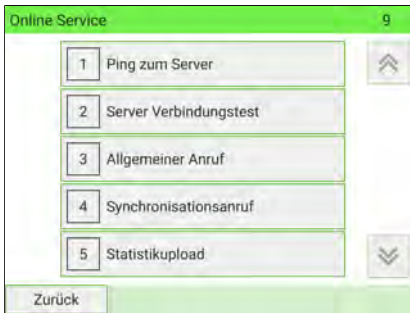 Online Service 9
1 Ping zum Server
2 Server Verbindungstest
3 Allgemeiner Anruf
4 Synchronisationsanruf
5 Statistikupload
Zurück